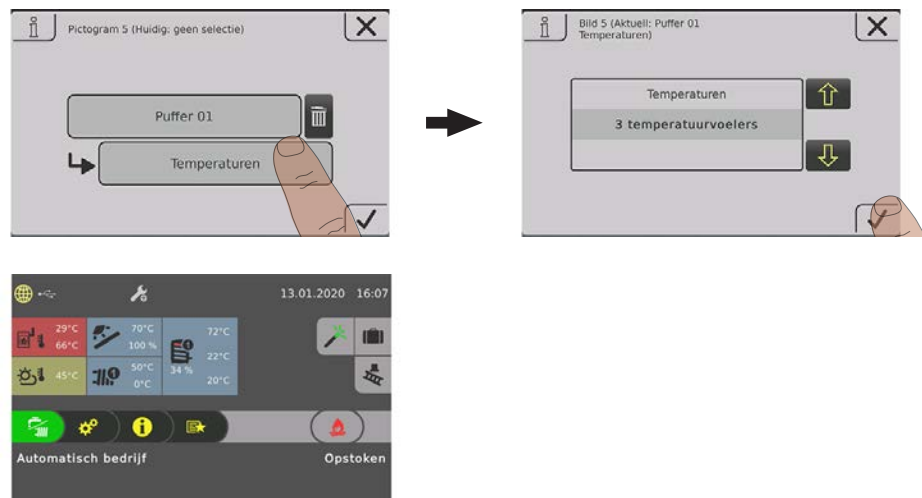 Pictogram 5 (Huidig: geen selectie)
Puffer 01
Temperaturen
Bild 5 (Aktuell: Puffer 01
Temperaturen)
Temperaturen
3 temperatuurvoelers
13.01.2020 16:07
29°C
66°C
70°C
100 %
72°C
22°C
20°C
34 %
45°C
50°C
0°C
Automatisch bedrijf
Opstoken